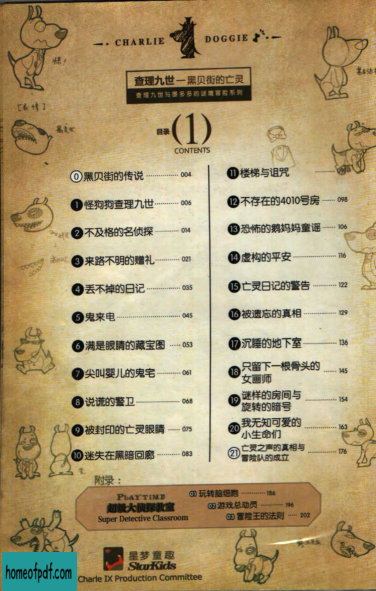 CHARLIE DOGGIE
查理九世—黑贝街的亡灵
查理九世与墨多多的谜境冒险系列
目录 (1)
CONTENTS
0 黑贝街的传说 004
1 怪狗狗查理九世 006
2 不及格的名侦探 014
3 来路不明的赠礼 021
4 丢不掉的日记 035
5 鬼来电 045
6 满是眼睛的藏宝图 053
7 尖叫婴儿的鬼宅 061
8 说谎的警卫 068
9 被封印的亡灵眼睛 075
10 迷失在黑暗回廊 083
11 楼梯与诅咒
12 不存在的4010号房 098
13 恐怖的鹅妈妈童谣 106
14 虚构的平安 116
15 亡灵日记的警告 122
16 被遗忘的真相 129
17 沉睡的地下室 136
18 只留下一根骨头的
女画师 145
19 谜样的房间与
旋转的暗号 154
20 我无知可爱的
小生命们 163
21 亡灵之声的真相与
冒险队的成立 176
附录:
PLAYTIME
超级大侦探教室
Super Detective Classroom
01 玩转脑细胞 186
02 游戏总动员 196
03 冒险王的法则 202
星梦童趣
StarKids
Charle IX Production Committee
homeofpdf.com